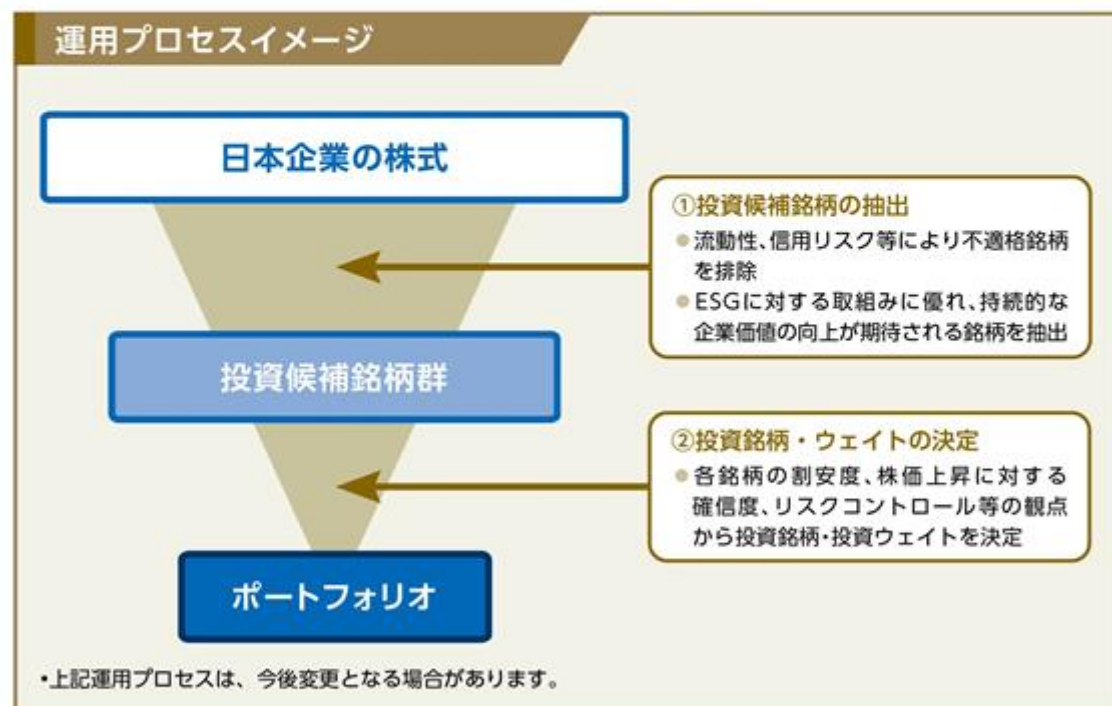 運用プロセスイメージ
日本企業の株式
①投資候補銘柄の抽出
●流動性、信用リスク等により不適格銘柄
を排除
●ESGに対する取組みに優れ、持続的な
企業価値の向上が期待される銘柄を抽出
投資候補銘柄群
②投資銘柄・ウェイトの決定
●各銘柄の割安度、株価上昇に対する
確信度、リスクコントロール等の観点
から投資銘柄・投資ウェイトを決定
ポートフォリオ
•上記運用プロセスは、今後変更となる場合があります。